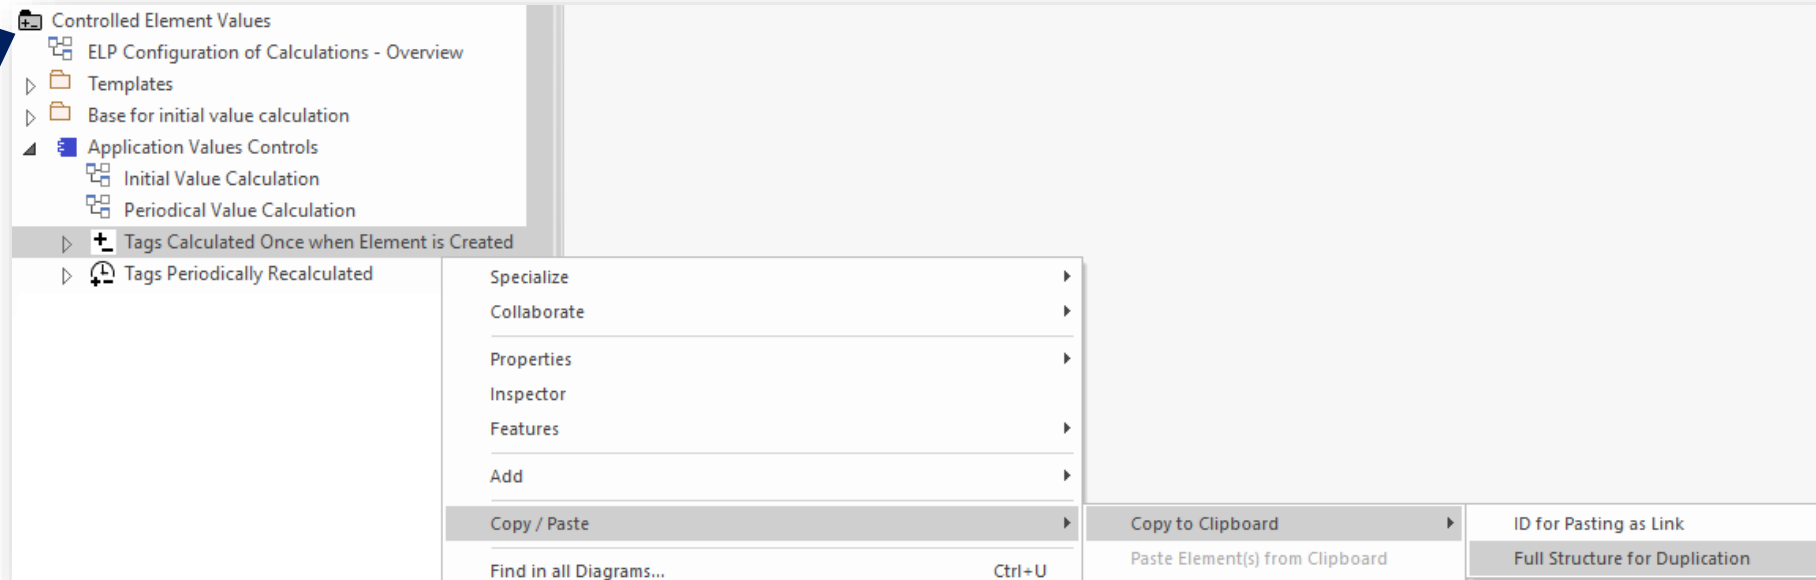 Controlled Element Values
ELP Configuration of Calculations - Overview
Templates
Base for initial value calculation
Application Values Controls
Initial Value Calculation
Periodical Value Calculation
Tags Calculated Once when Element is Created
Tags Periodically Recalculated
Specialize
Collaborate
Properties
Inspector
Features
Add
Copy / Paste
Find in all Diagrams... Ctrl+U
Copy to Clipboard
Paste Element(s) from Clipboard
ID for Pasting as Link
Full Structure for Duplication